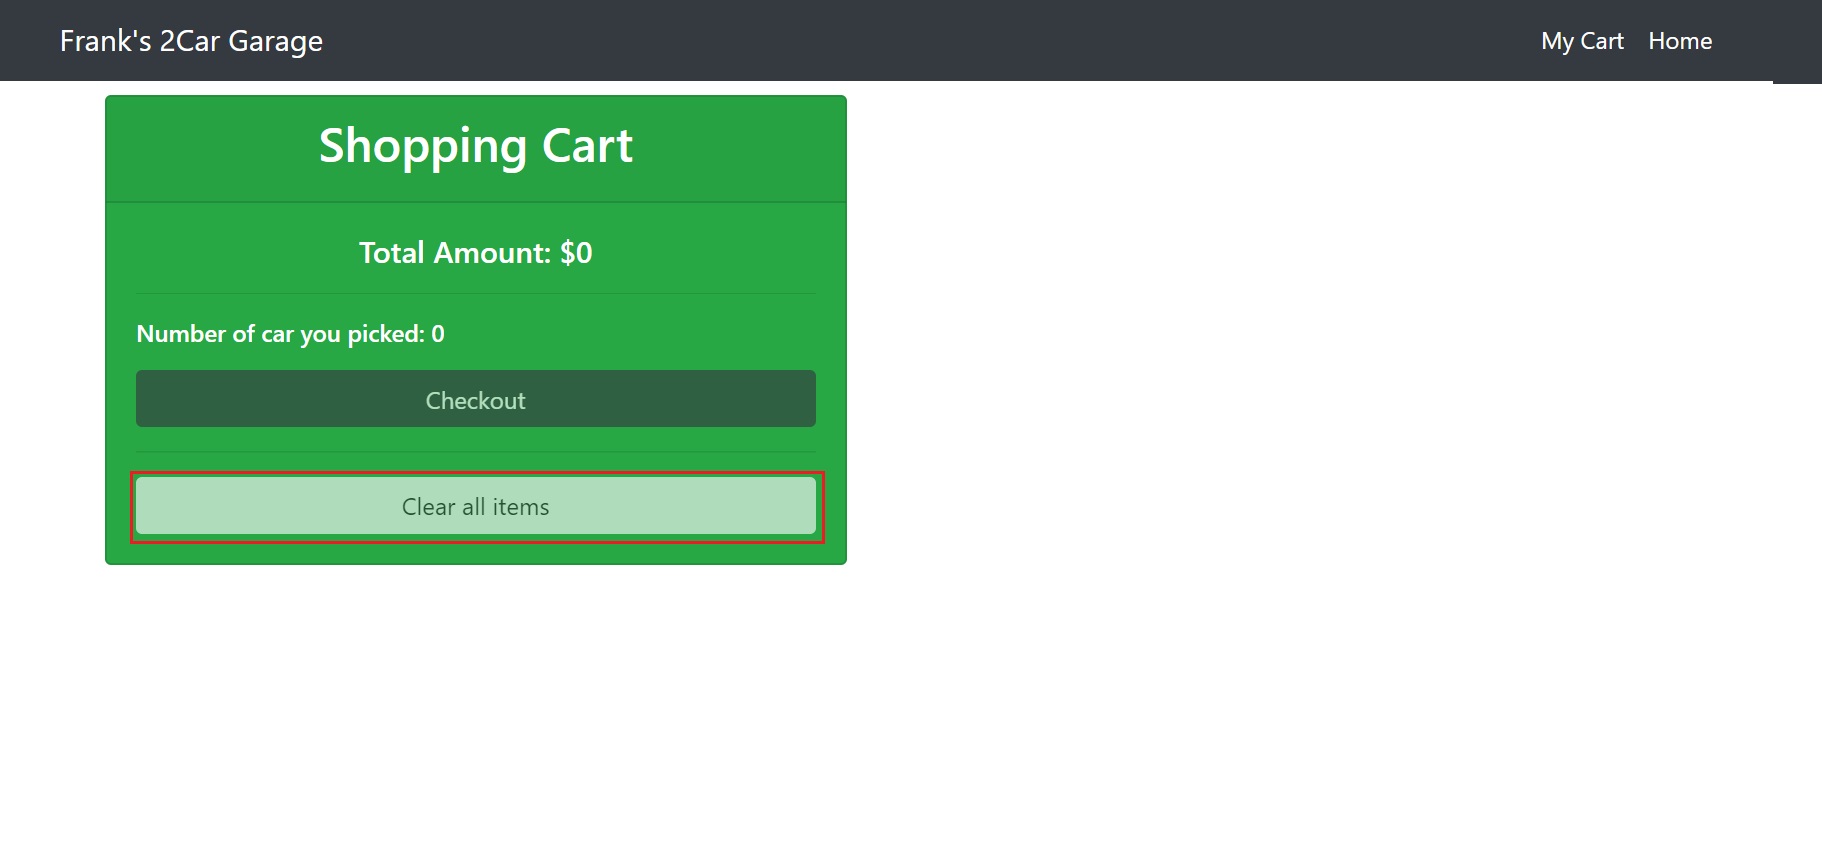 Frank's 2Car Garage
My Cart Home
Shopping Cart
Total Amount: $0
Number of car you picked: 0
Checkout
Clear all items